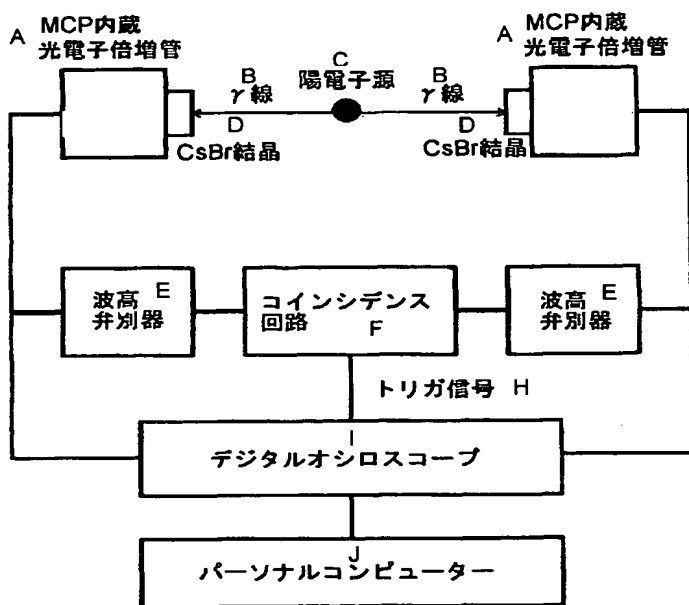 A MCP内蔵
光電子倍増管
B
γ線
C
陽電子源
B
γ線
A MCP内蔵
光電子倍増管
D
CsBr結晶
D
CsBr結晶
波高 E
弁別器
コインシデンス
回路 F
波高 E
弁別器
トリガ信号 H
I
デジタルオシロスコープ
J
パーソナルコンピューター